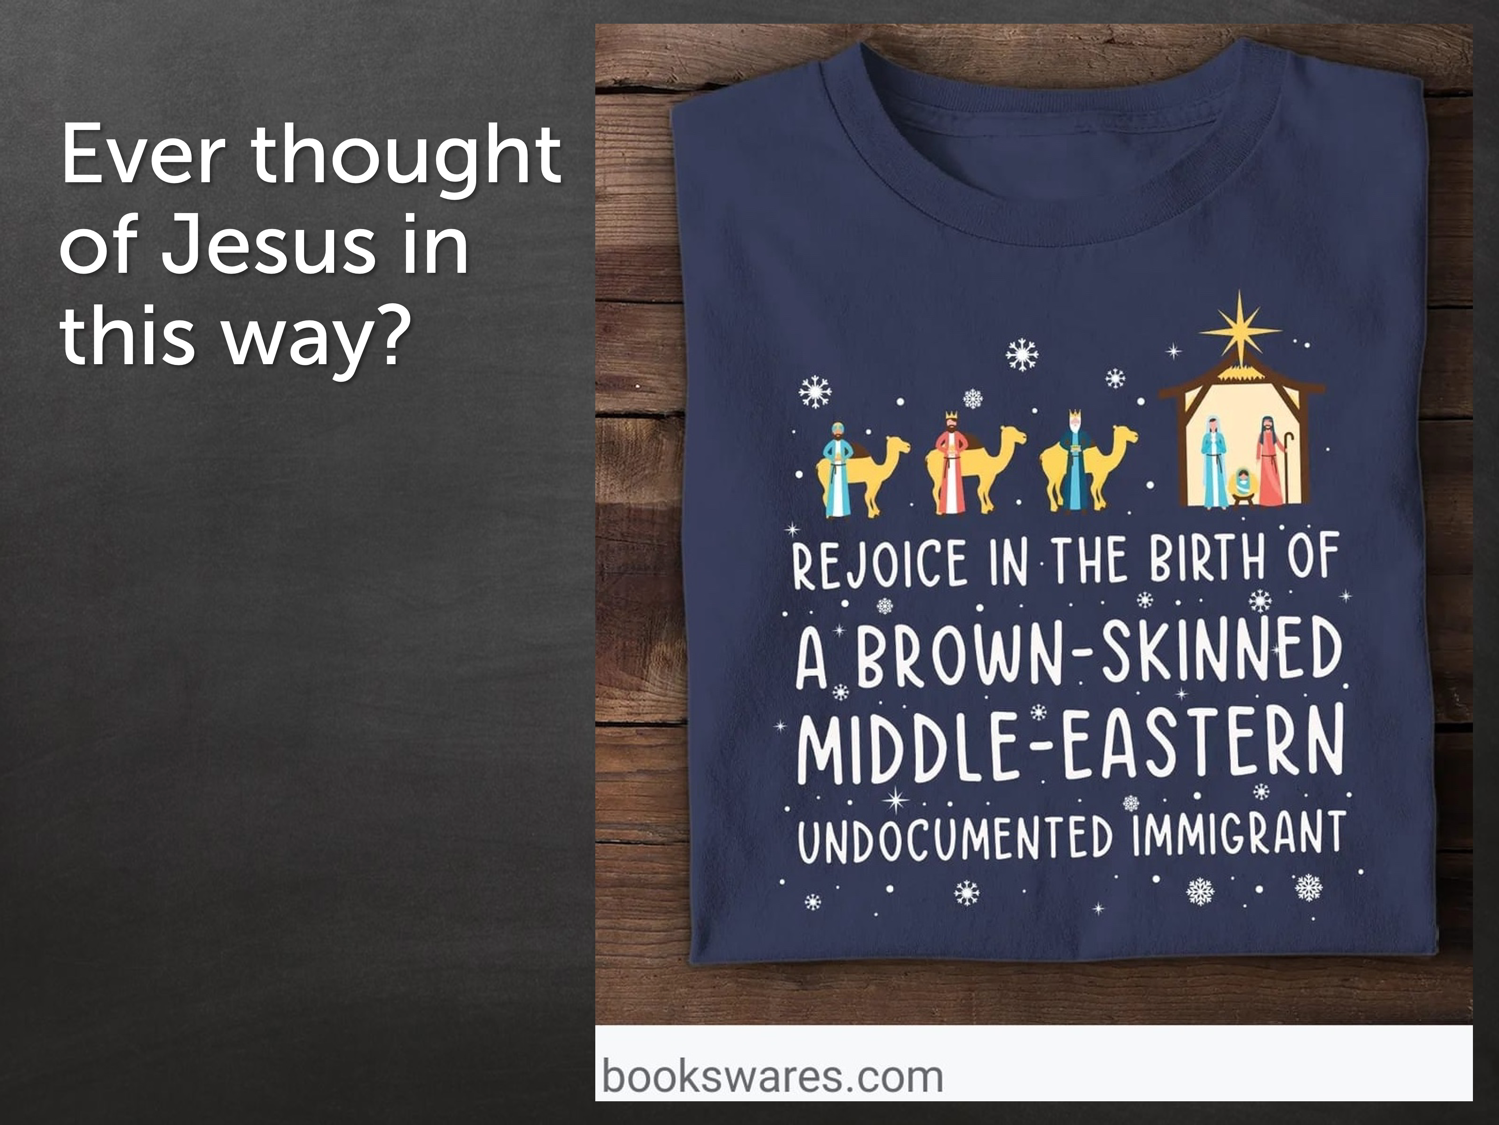 Ever thought
of Jesus in
this way?
REJOICE IN THE BIRTH OF
A BROWN-SKINNED
MIDDLE-EASTERN
UNDOCUMENTED IMMIGRANT
bookswares.com